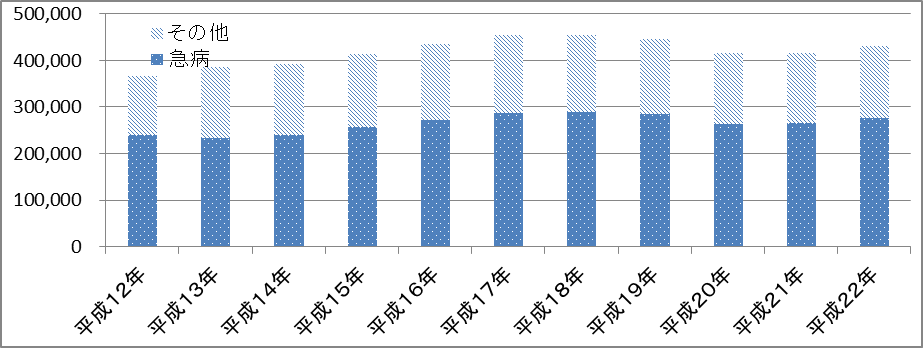 500,000
400,000
300,000
200,000
100,000
0
その他
急病
平成12年
平成13年
平成14年
平成15年
平成16年
平成17年
平成18年
平成19年
平成20年
平成21年
平成22年